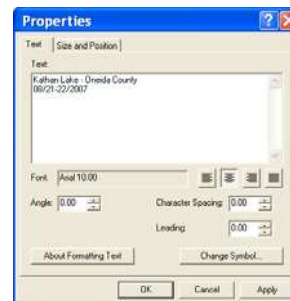 Properties
Text Size and Position
Text:
Kathan Lake - Oneida County
08/21-22/2007
Font: Arial 10.00
Angle: 0.00 Character Spacing: 0.00
Leading: 0.00
About Formatting Text Change Symbol...
OK Cancel Apply